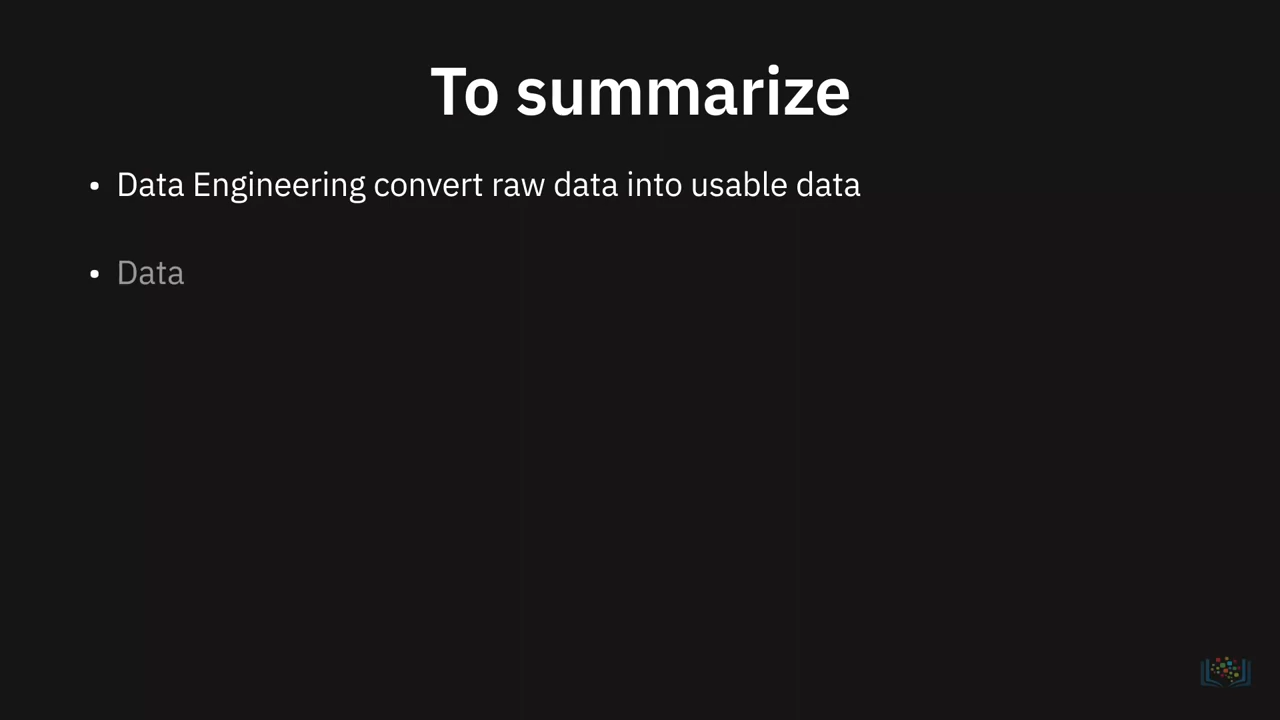 To summarize
• Data Engineering convert raw data into usable data
• Data